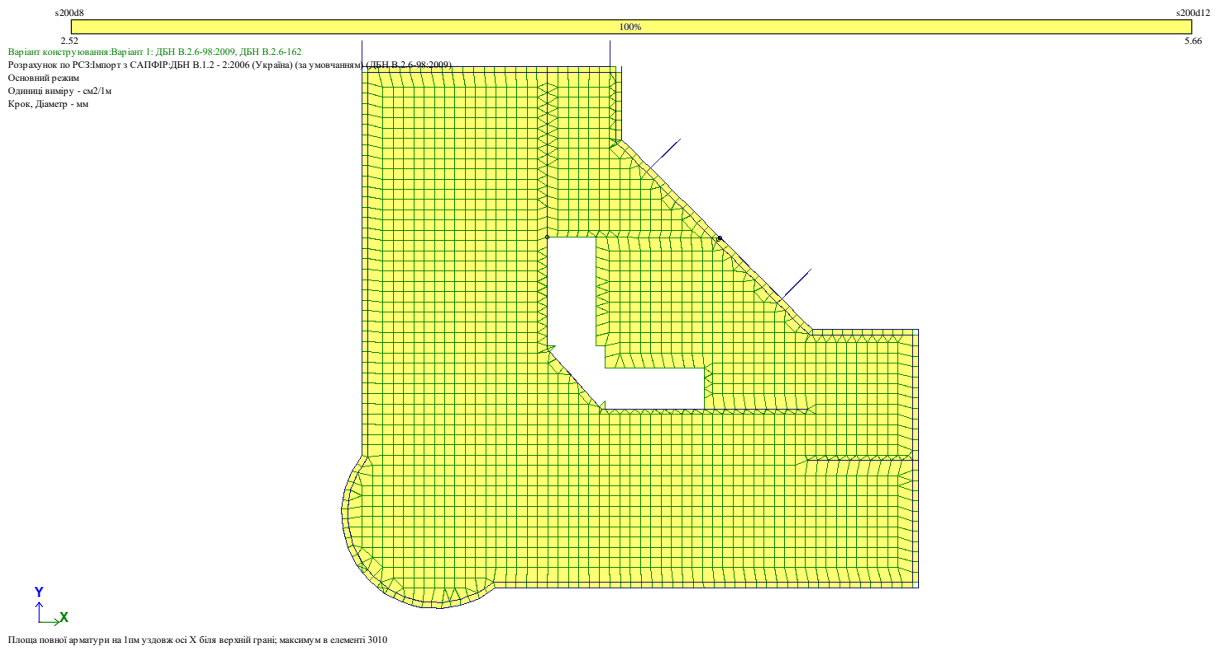 s200d8 s200d12
100%
2.52 5.66
Варіант конструювання:Варіант 1: ДБН В.2.6-98:2009, ДБН В.2.6-162
Розрахунок по РСЗ:Імпорт з САПФІР:ДБН В.1.2 - 2:2006 (Україна) (за умовчанням) (ДБН В.2.6-98:2009)
Основний режим
Одиниці виміру - см2/1м
Крок, Діаметр - мм
Y
X
Площа повної арматури на 1пм уздовж осі X біля верхній грані; максимум в елементі 3010